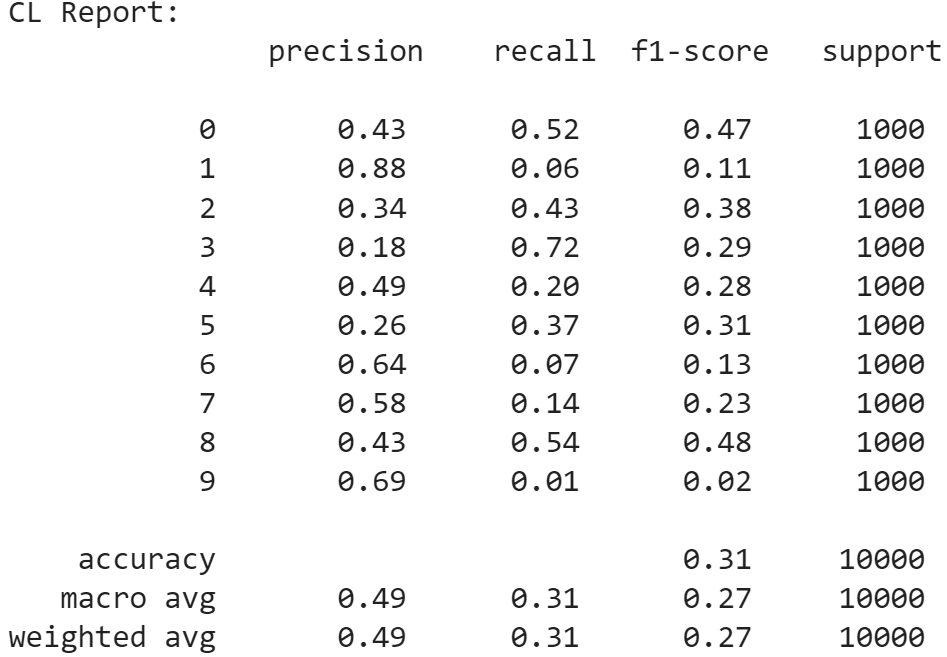 CL Report:
precision recall f1-score support
0 0.43 0.52 0.47 1000
1 0.88 0.06 0.11 1000
2 0.34 0.43 0.38 1000
3 0.18 0.72 0.29 1000
4 0.49 0.20 0.28 1000
5 0.26 0.37 0.31 1000
6 0.64 0.07 0.13 1000
7 0.58 0.14 0.23 1000
8 0.43 0.54 0.48 1000
9 0.69 0.01 0.02 1000
accuracy 0.31 10000
macro avg 0.49 0.31 0.27 10000
weighted avg 0.49 0.31 0.27 10000